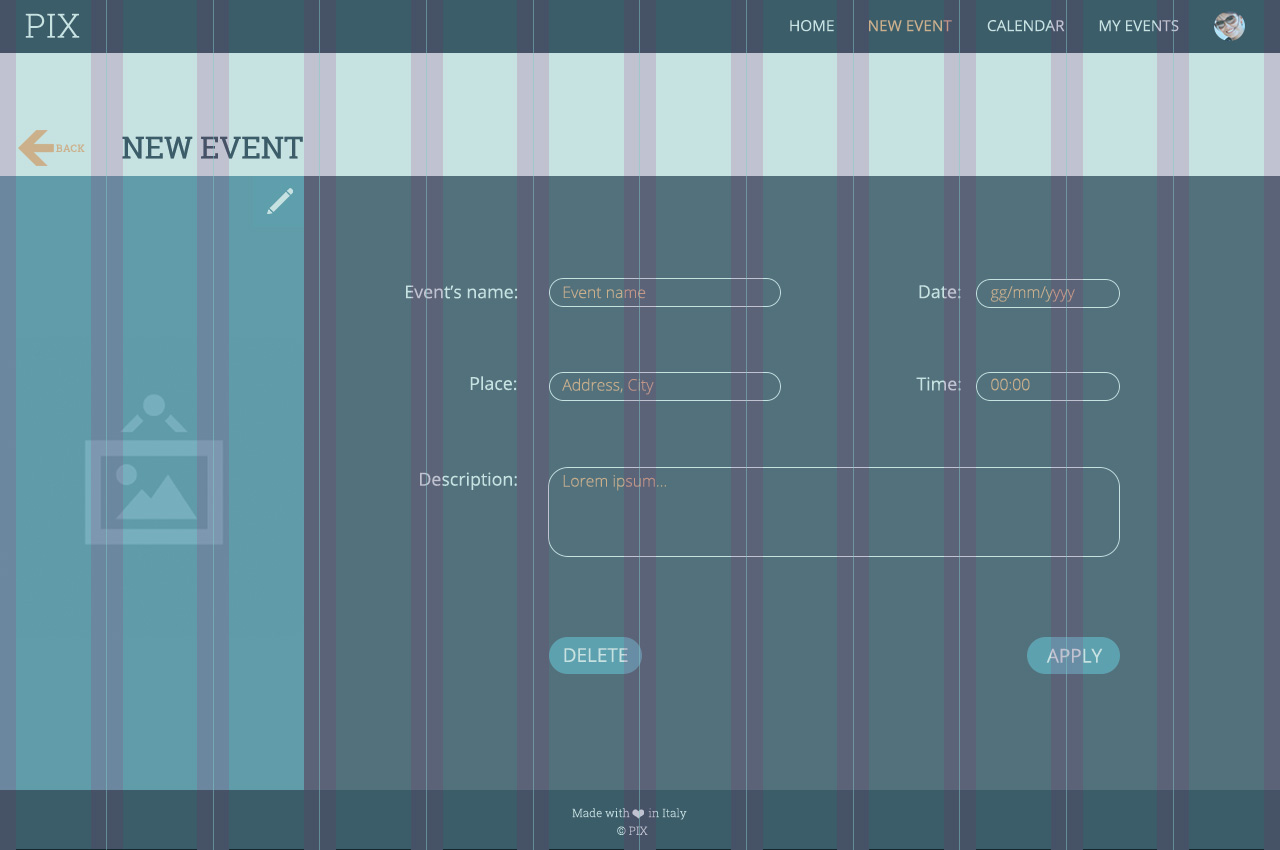 PIX
HOME NEW EVENT CALENDAR MY EVENTS
BACK NEW EVENT
Event's name: Event name Date: gg/mm/yyyy
Place: Address, City Time: 00:00
Description: Lorem ipsum...
DELETE APPLY
Made with ❤ in Italy
© PIX